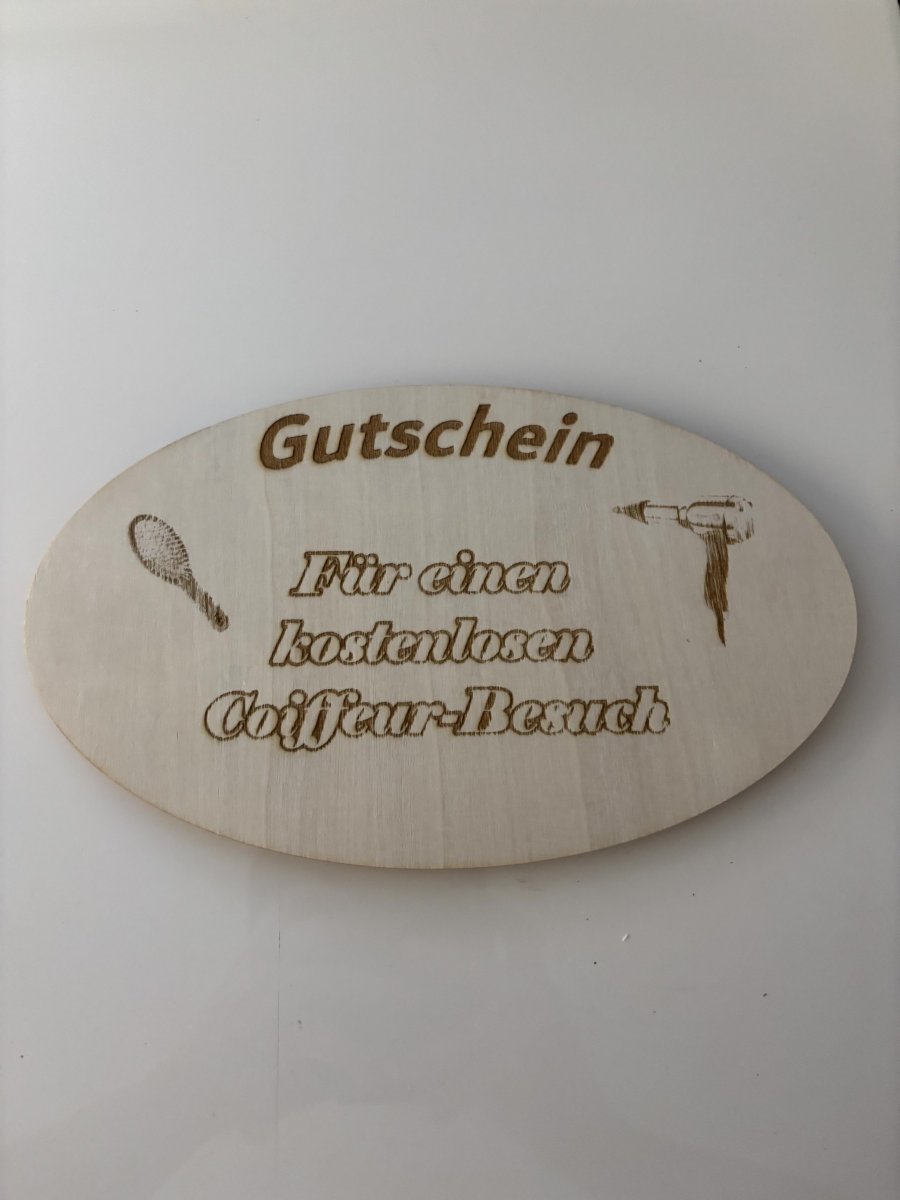 Gutschein
Für einen
kostenlosen
Coiffeur-Besuch